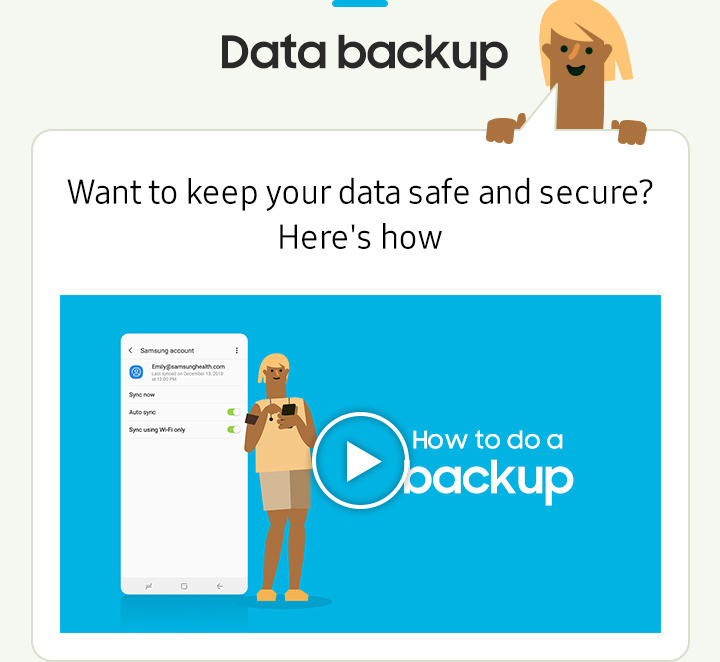 Data backup
Want to keep your data safe and secure?
Here's how
Samsung account
Emily@samsunghealth.com
Last synced on December 13, 2018
at 13:00 PM
Sync now
Auto sync
Sync using Wi-Fi only
How to do a
backup